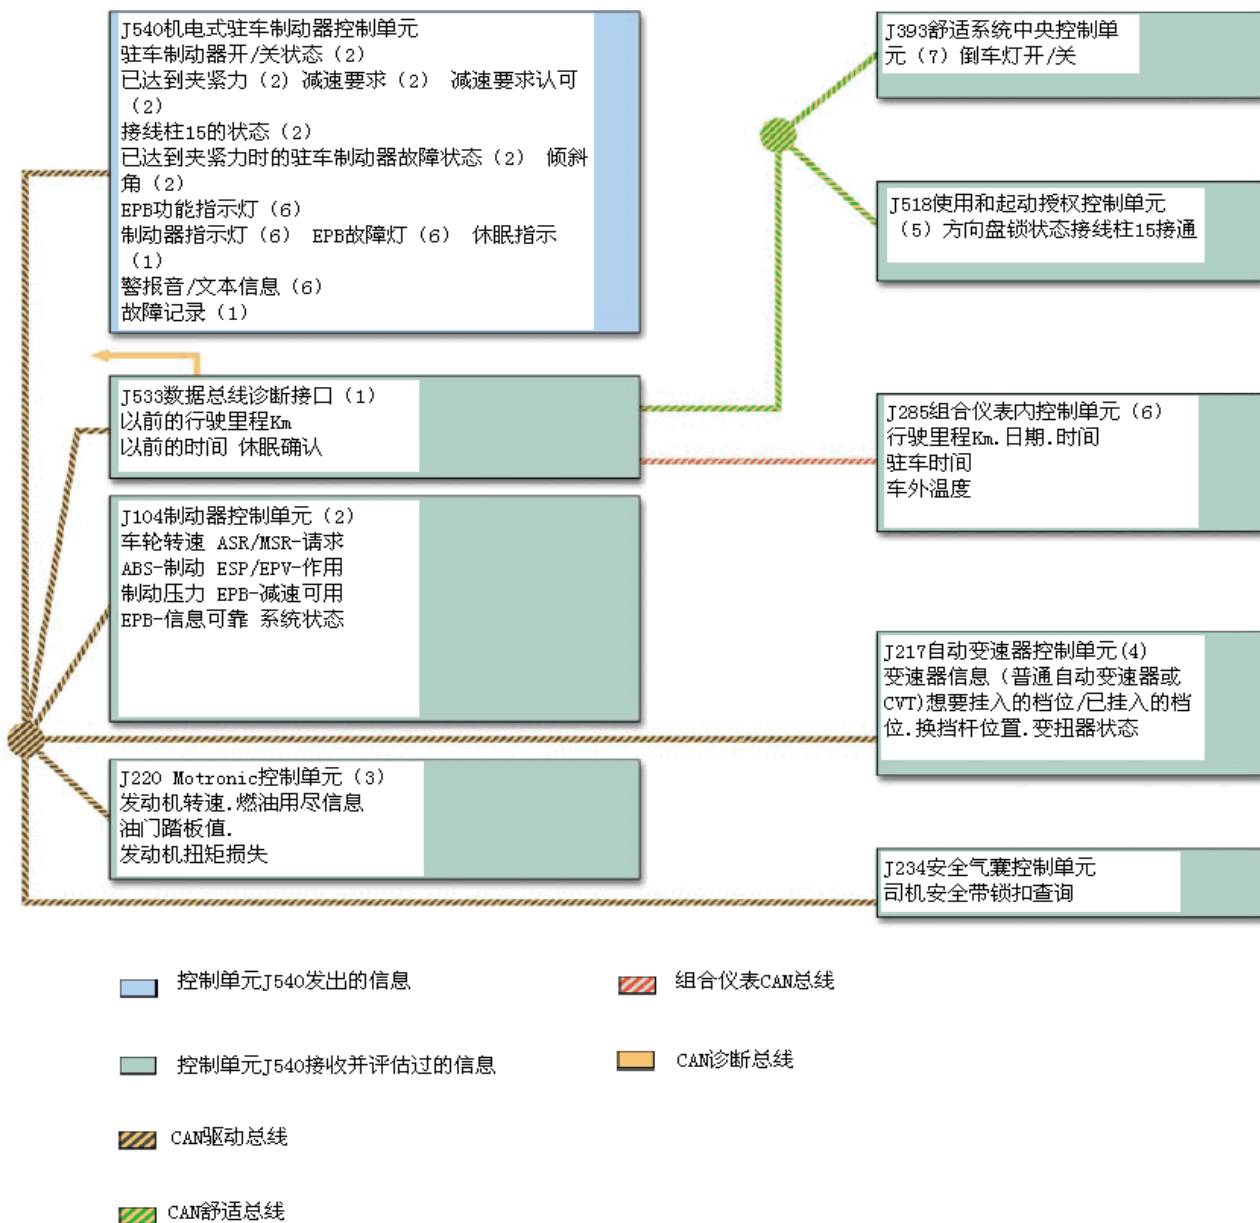 J540机电式驻车制动器控制单元
驻车制动器开/关状态（2）
已达到夹紧力（2）减速要求（2） 减速要求认可
（2）
接线柱15的状态（2）
已达到夹紧力时的驻车制动器故障状态（2） 倾斜
角（2）
EPB功能指示灯（6）
制动器指示灯（6） EPB故障灯（6） 休眠指示
（1）
警报音/文本信息（6）
故障记录（1）
J393舒适系统中央控制单
元（7）倒车灯开/关
J518使用和起动授权控制单元
（5）方向盘锁状态接线柱15接通
J533数据总线诊断接口（1）
以前的行驶里程Km
以前的时间 休眠确认
J285组合仪表内控制单元（6）
行驶里程Km.日期.时间
驻车时间
车外温度
J104制动器控制单元（2）
车轮转速 ASR/MSR-请求
ABS-制动 ESP/EPV-作用
制动压力 EPB-减速可用
EPB-信息可靠 系统状态
J217自动变速器控制单元(4)
变速器信息（普通自动变速器或
CVT)想要挂入的档位/已挂入的档
位.换挡杆位置.变扭器状态
J220 Motronic控制单元（3）
发动机转速.燃油用尽信息
油门踏板值.
发动机扭矩损失
J234安全气囊控制单元
司机安全带锁扣查询
控制单元J540发出的信息
组合仪表CAN总线
控制单元J540接收并评估过的信息
CAN诊断总线
CAN驱动总线
CAN舒适总线